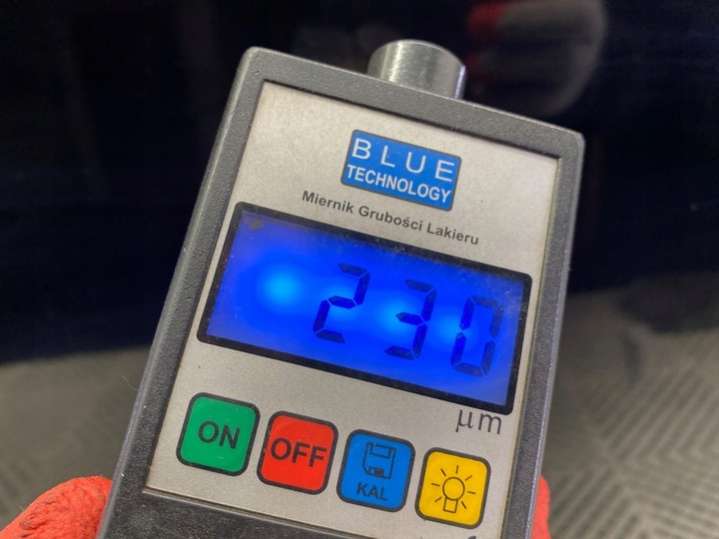 BLUE
TECHNOLOGY
Miernik Grubości Lakieru
230
μm
ON
OFF
KAL